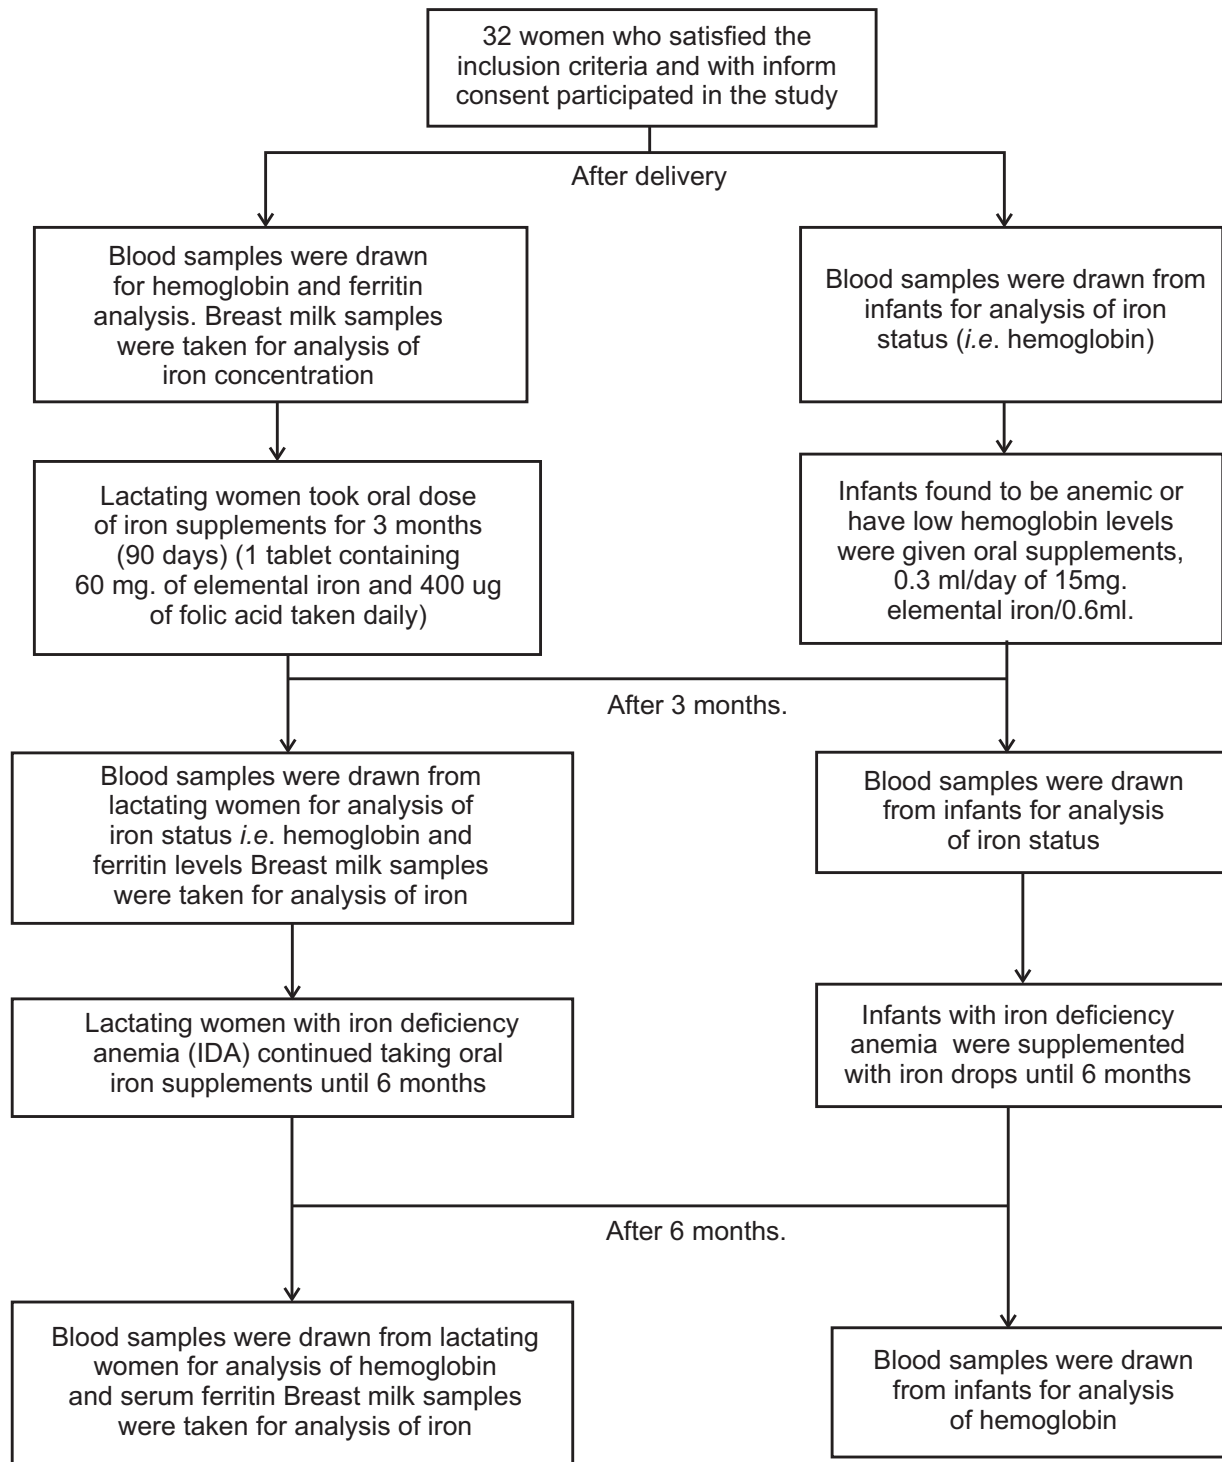 32 women who satisfied the
inclusion criteria and with inform
consent participated in the study
After delivery
Blood samples were drawn
for hemoglobin and ferritin
analysis. Breast milk samples
were taken for analysis of
iron concentration
Blood samples were drawn from
infants for analysis of iron
status (i.e. hemoglobin)
Lactating women took oral dose
of iron supplements for 3 months
(90 days) (1 tablet containing
60 mg. of elemental iron and 400 ug
of folic acid taken daily)
Infants found to be anemic or
have low hemoglobin levels
were given oral supplements,
0.3 ml/day of 15mg.
elemental iron/0.6ml.
After 3 months.
Blood samples were drawn from
lactating women for analysis of
iron status i.e. hemoglobin and
ferritin levels Breast milk samples
were taken for analysis of iron
Blood samples were drawn
from infants for analysis
of iron status
Lactating women with iron deficiency
anemia (IDA) continued taking oral
iron supplements until 6 months
Infants with iron deficiency
anemia were supplemented
with iron drops until 6 months
After 6 months.
Blood samples were drawn from lactating
women for analysis of hemoglobin
and serum ferritin Breast milk samples
were taken for analysis of iron
Blood samples were drawn
from infants for analysis
of hemoglobin